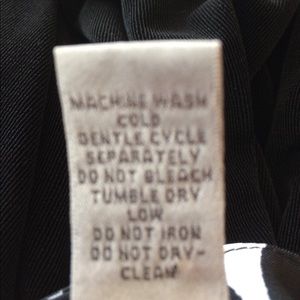 MACHINE WASH
COLD
GENTLE CYCLE
SEPARATELY
DO NOT BLEACH
TUMBLE DRY
LOW
DO NOT IRON
DO NOT DRY-
CLEAN